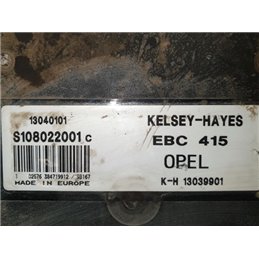 13040101
S108022001 C
MADE IN EUROPE
KELSEY-HAYES
EBC 415
OPEL
K-H 13039901